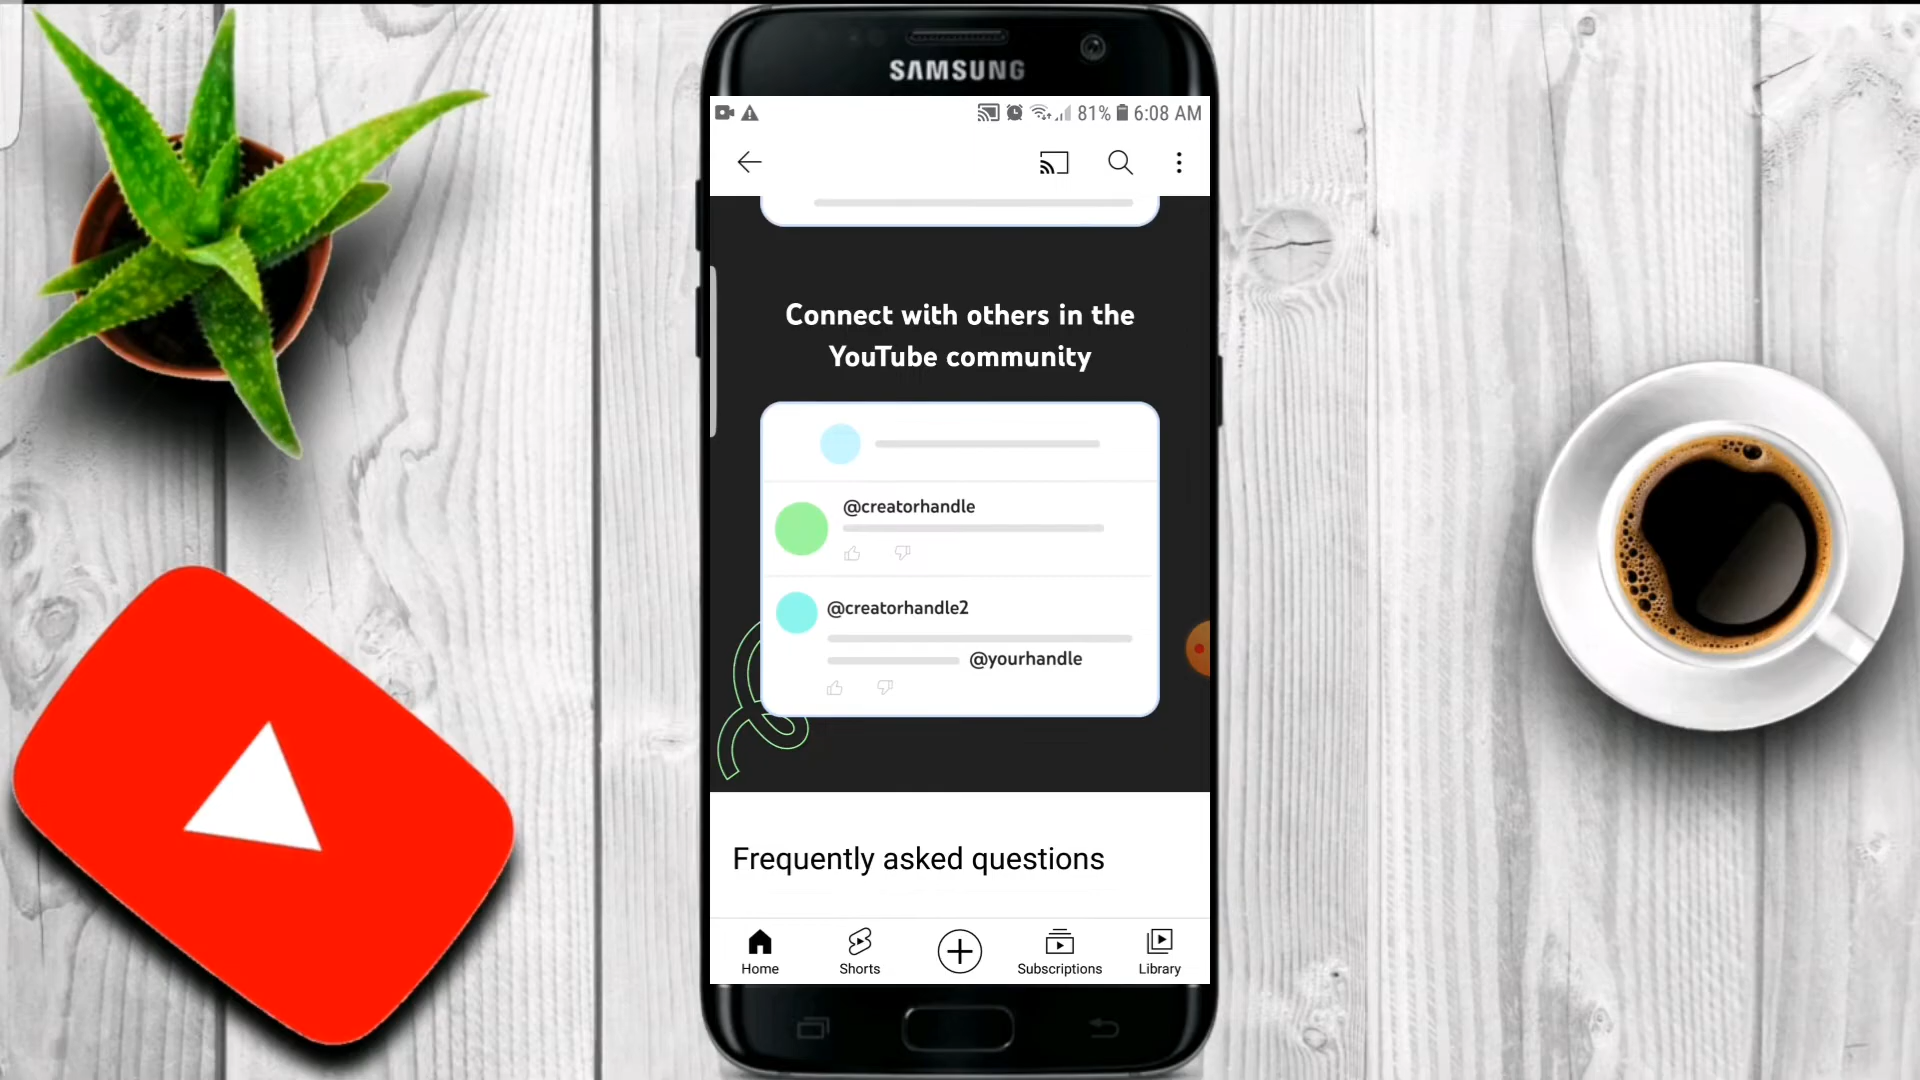 SAMSUNG
81% 6:08 AM
Connect with others in the
YouTube community
@creatorhandle
@creatorhandle2
@yourhandle
Frequently asked questions
Home
Shorts
Subscriptions
Library